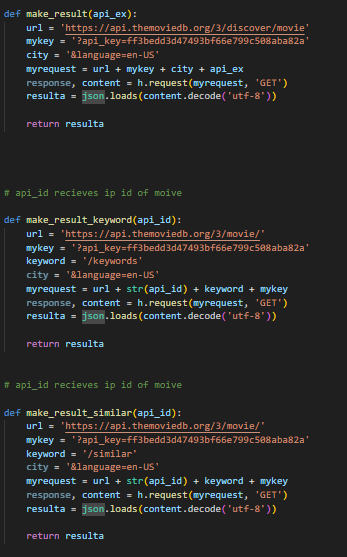 def make_result(api_ex):
url = 'https://api.themoviedb.org/3/discover/movie'
mykey = '?api_key=ff3bedd3d47493bf66e799c508aba82a'
city = '&language=en-US'
myrequest = url + mykey + city + api_ex
response, content = h.request(myrequest, 'GET')
resulta = json.loads(content.decode('utf-8'))
return resulta
# api_id recieves ip id of moive
def make_result_keyword(api_id):
url = 'https://api.themoviedb.org/3/movie/'
mykey = '?api_key=ff3bedd3d47493bf66e799c508aba82a'
keyword = '/keywords'
city = '&language=en-US'
myrequest = url + str(api_id) + keyword + mykey
response, content = h.request(myrequest, 'GET')
resulta = json.loads(content.decode('utf-8'))
return resulta
# api_id recieves ip id of moive
def make_result_similar(api_id):
url = 'https://api.themoviedb.org/3/movie/'
mykey = '?api_key=ff3bedd3d47493bf66e799c508aba82a'
keyword = '/similar'
city = '&language=en-US'
myrequest = url + str(api_id) + keyword + mykey
response, content = h.request(myrequest, 'GET')
resulta = json.loads(content.decode('utf-8'))
return resulta